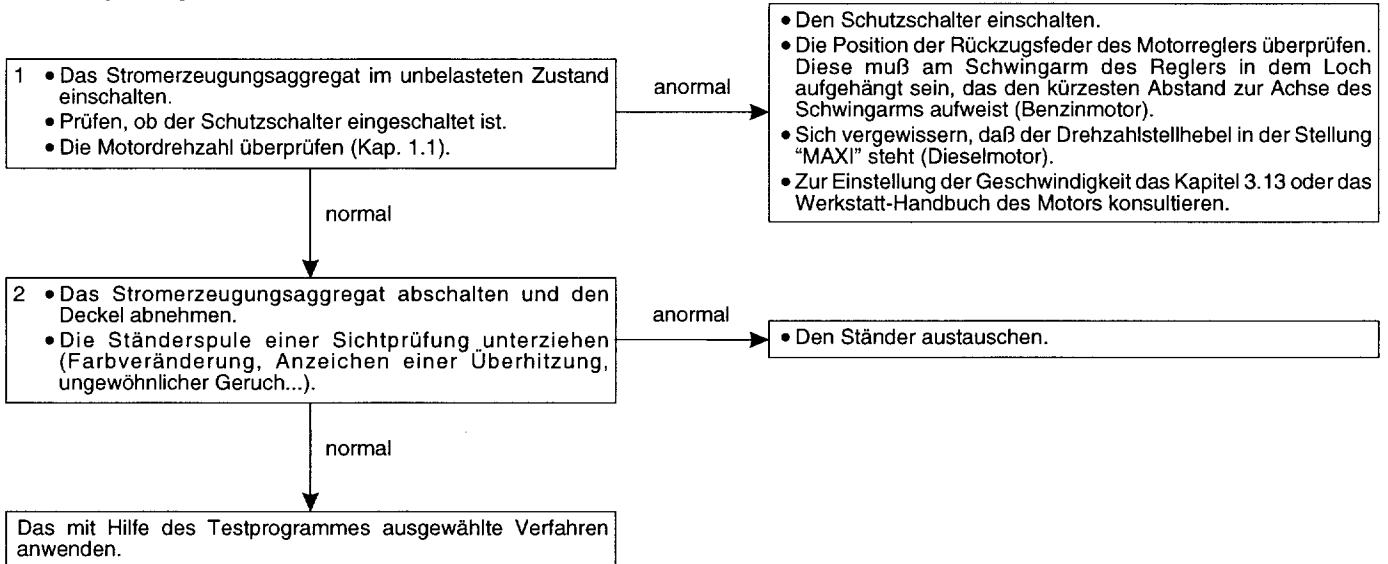 1 • Das Stromerzeugungsaggregat im unbelasteten Zustand
einschalten.
• Prüfen, ob der Schutzschalter eingeschaltet ist.
• Die Motordrehzahl überprüfen (Kap. 1.1).
anormal
• Den Schutzschalter einschalten.
• Die Position der Rückzugsfeder des Motorreglers überprüfen.
Diese muß am Schwingarm des Reglers in dem Loch
aufgehängt sein, das den kürzesten Abstand zur Achse des
Schwingarms aufweist (Benzinmotor).
• Sich vergewissern, daß der Drehzahlstellhebel in der Stellung
"MAXI" steht (Dieselmotor).
• Zur Einstellung der Geschwindigkeit das Kapitel 3.13 oder das
Werkstatt-Handbuch des Motors konsultieren.
normal
2 • Das Stromerzeugungsaggregat abschalten und den
Deckel abnehmen.
• Die Ständerspule einer Sichtprüfung unterziehen
(Farbveränderung, Anzeichen einer Überhitzung,
ungewöhnlicher Geruch...).
anormal
• Den Ständer austauschen.
normal
Das mit Hilfe des Testprogrammes ausgewählte Verfahren
anwenden.